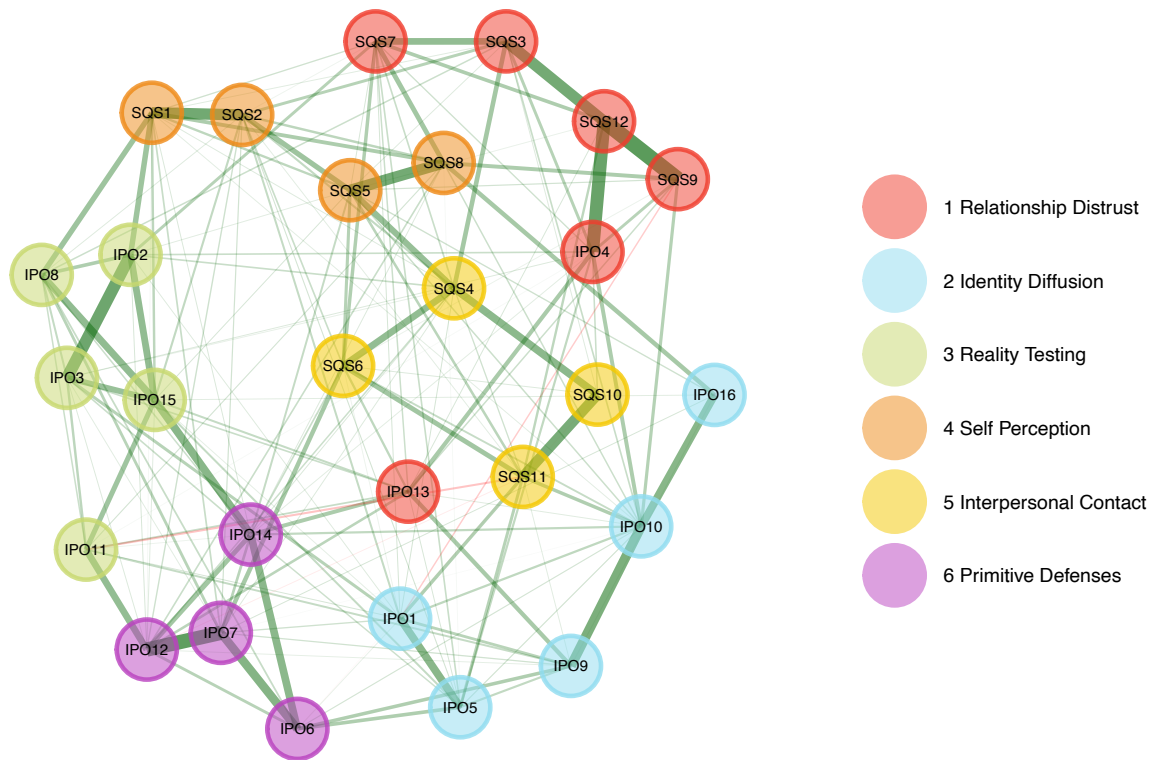 SQS7
SQS3
SQS1
SQS2
SQS12
SQS8
SQS9
SQS5
IPO2
IPO4
IPO8
SQS4
SQS6
IPO3
IPO15
SQS10
IPO16
SQS11
IPO13
IPO14
IPO10
IPO11
IPO1
IPO7
IPO12
IPO9
IPO5
IPO6
1 Relationship Distrust
2 Identity Diffusion
3 Reality Testing
4 Self Perception
5 Interpersonal Contact
6 Primitive Defenses